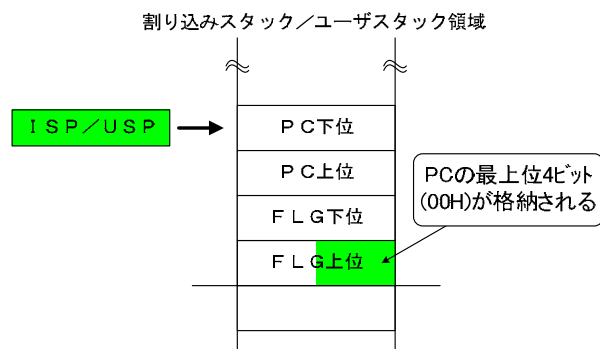 割り込みスタック／ユーザスタック領域
ＩＳＰ／ＵＳＰ
ＰＣ下位
ＰＣ上位
ＦＬＧ下位
ＦＬＧ上位
PCの最上位4ビット
(00H)が格納される